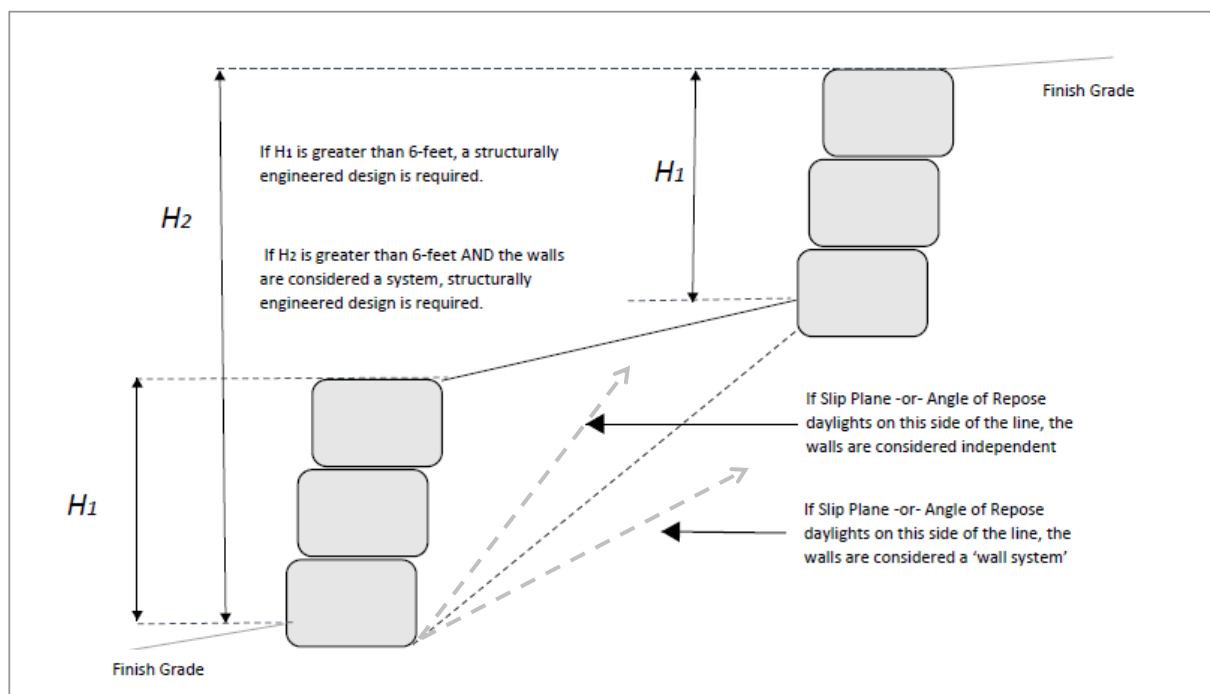 Finish Grade
If H1 is greater than 6-feet, a structurally
engineered design is required.
H1
H2
If H2 is greater than 6-feet AND the walls
are considered a system, structurally
engineered design is required.
If Slip Plane -or- Angle of Repose
daylights on this side of the line, the
walls are considered independent
H1
If Slip Plane -or- Angle of Repose
daylights on this side of the line, the
walls are considered a ‘wall system’
Finish Grade